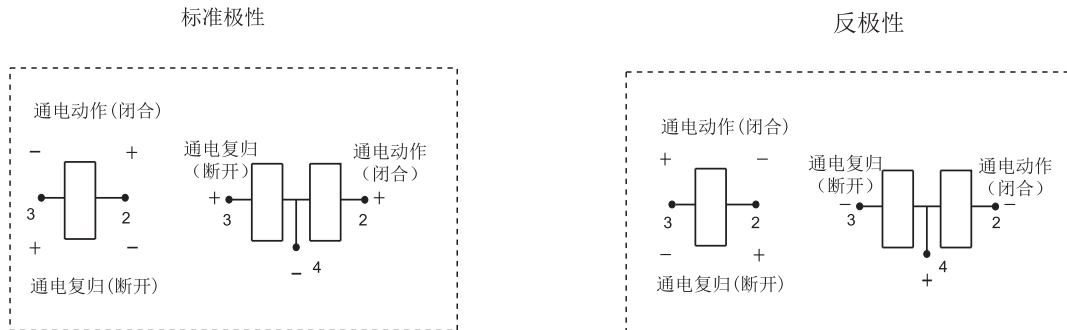 标准极性
反极性
通电动作(闭合)
− +
3 2
+ −
通电复归(断开)
通电复归
（断开）
通电动作
（闭合）
+ +
3 2
− 4
通电动作(闭合)
+ −
3 2
− +
通电复归(断开)
通电复归
（断开）
通电动作
（闭合）
− −
3 2
4
+